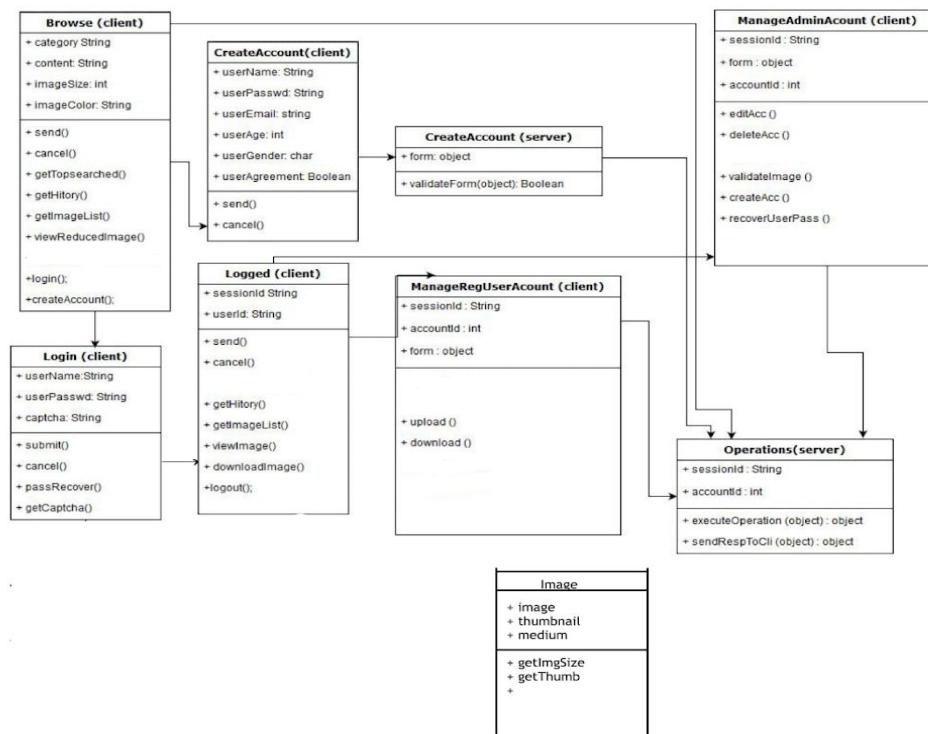 Browse (client)
+ category String
+ content: String
+ imageSize: int
+ imageColor: String
+ send()
+ cancel()
+ getTopsearched()
+ getHitory()
+ getImageList()
+ viewReducedImage()
+login();
+createAccount();
CreateAccount(client)
+ userName: String
+ userPasswd: String
+ userEmail: string
+ userAge: int
+ userGender: char
+ userAgreement: Boolean
+ send()
+ cancel()
CreateAccount (server)
+ form: object
+ validateForm(object): Boolean
ManageAdminAcount (client)
+ sessionId : String
+ form : object
+ accountId : int
+ editAcc ()
+ deleteAcc ()
+ validateImage ()
+ createAcc ()
+ recoverUserPass ()
Login (client)
+ userName:String
+ userPasswd: String
+ captcha: String
+ submit()
+ cancel()
+ passRecover()
+ getCaptcha()
Logged (client)
+ sessionId String
+ userId: String
+ send()
+ cancel()
+ getHitory()
+ getImageList()
+ viewImage()
+ downloadImage()
+logout();
ManageRegUserAcount (client)
+ sessionId : String
+ accountId : int
+ form : object
+ upload ()
+ download ()
Operations(server)
+ sessionId : String
+ accountId : int
+ executeOperation (object) : object
+ sendRespToCli (object) : object
Image
+ image
+ thumbnail
+ medium
+ getImgSize
+ getThumb
+